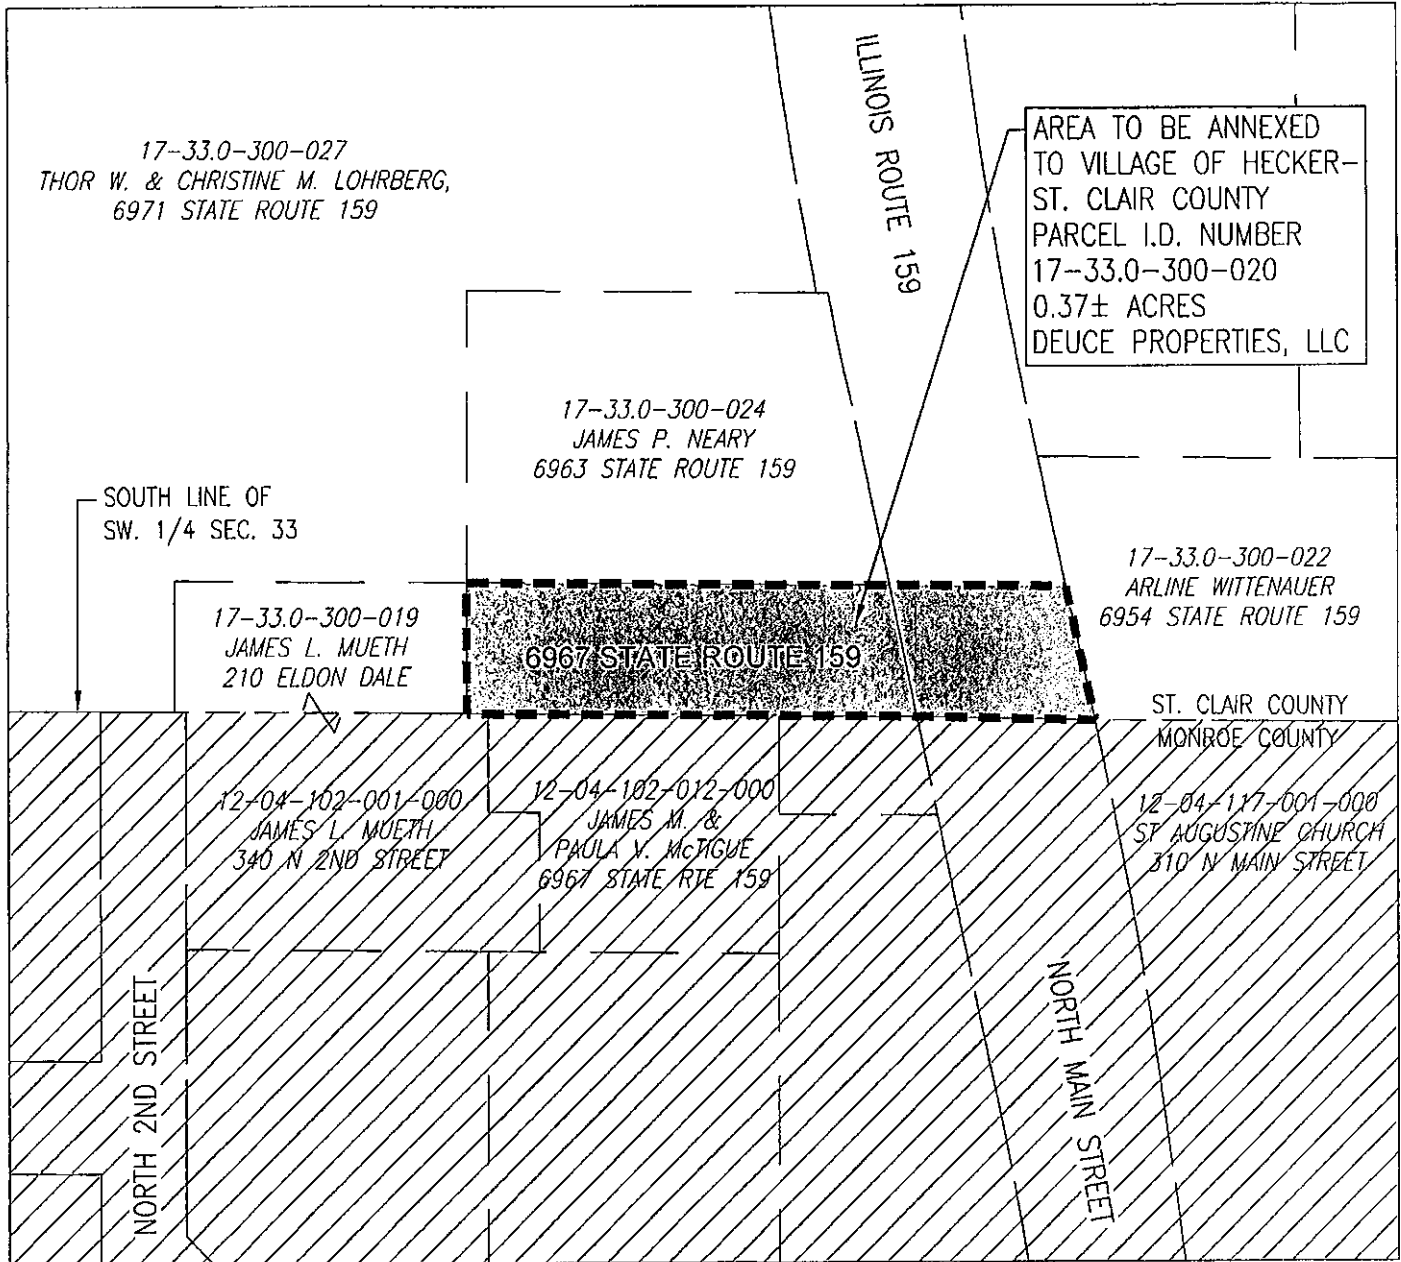 ILLINOIS ROUTE 159
17-33.0-300-027
THOR W. & CHRISTINE M. LOHRBERG,
6971 STATE ROUTE 159
AREA TO BE ANNEXED
TO VILLAGE OF HECKER-
ST. CLAIR COUNTY
PARCEL I.D. NUMBER
17-33.0-300-020
0.37± ACRES
DEUCE PROPERTIES, LLC
17-33.0-300-024
JAMES P. NEARY
6963 STATE ROUTE 159
SOUTH LINE OF
SW. 1/4 SEC. 33
17-33.0-300-022
ARLINE WITTENAUER
6954 STATE ROUTE 159
17-33.0-300-019
JAMES L. MUETH
210 ELDON DALE
6967 STATE ROUTE 159
ST. CLAIR COUNTY
MONROE COUNTY
12-04-102-001-000
JAMES L. MUETH
340 N 2ND STREET
12-04-102-012-000
JAMES M. &
PAULA V. McTIGUE
6967 STATE RTE 159
12-04-117-001-000
ST AUGUSTINE CHURCH
310 N MAIN STREET
NORTH 2ND STREET
NORTH MAIN STREET